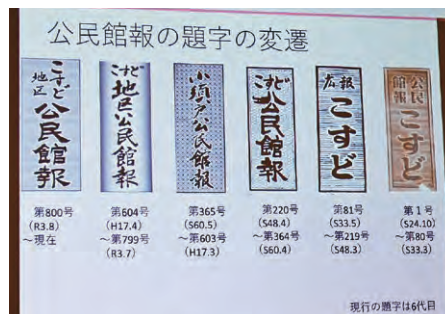 公民館報の題字の変遷
こすど
地区
公民館報
こすど
地区公民館報
小須戸公民館報
こすど
公民館報
広報
こすど
公民
館報
こすど
第800号
(R3.8)
～現在
第604号
(H17.4)
～第799号
(R3.7)
第365号
(S60.5)
～第603号
(H17.3)
第220号
(S48.4)
～第364号
(S60.4)
第81号
(S33.5)
～第219号
(S48.3)
第1号
(S24.10)
～第80号
(S33.3)
現行の題字は6代目